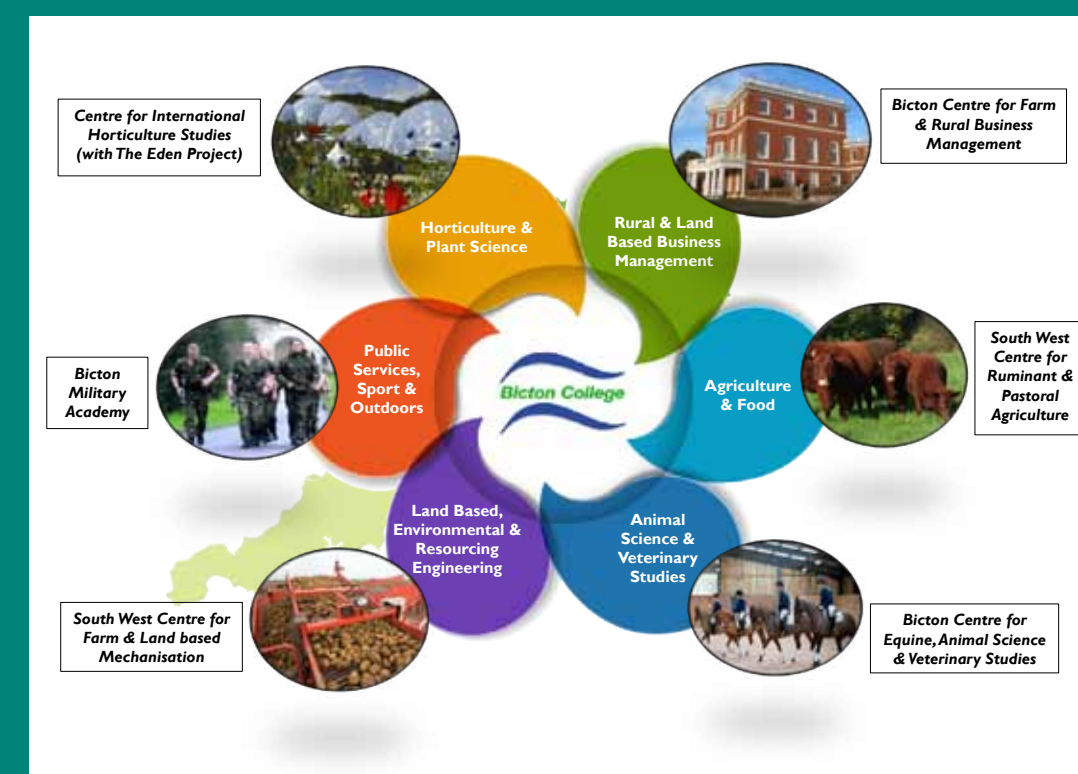 Centre for International
Horticulture Studies
(with The Eden Project)
Bicton Centre for Farm
& Rural Business
Management
Horticulture &
Plant Science
Rural & Land
Based Business
Management
Bicton
Military
Academy
Public
Services,
Sport &
Outdoors
Bicton College
Agriculture
& Food
South West
Centre for
Ruminant &
Pastoral
Agriculture
Land Based,
Environmental &
Resourcing
Engineering
Animal
Science &
Veterinary
Studies
South West Centre for
Farm & Land based
Mechanisation
Bicton Centre for
Equine, Animal Science
& Veterinary Studies